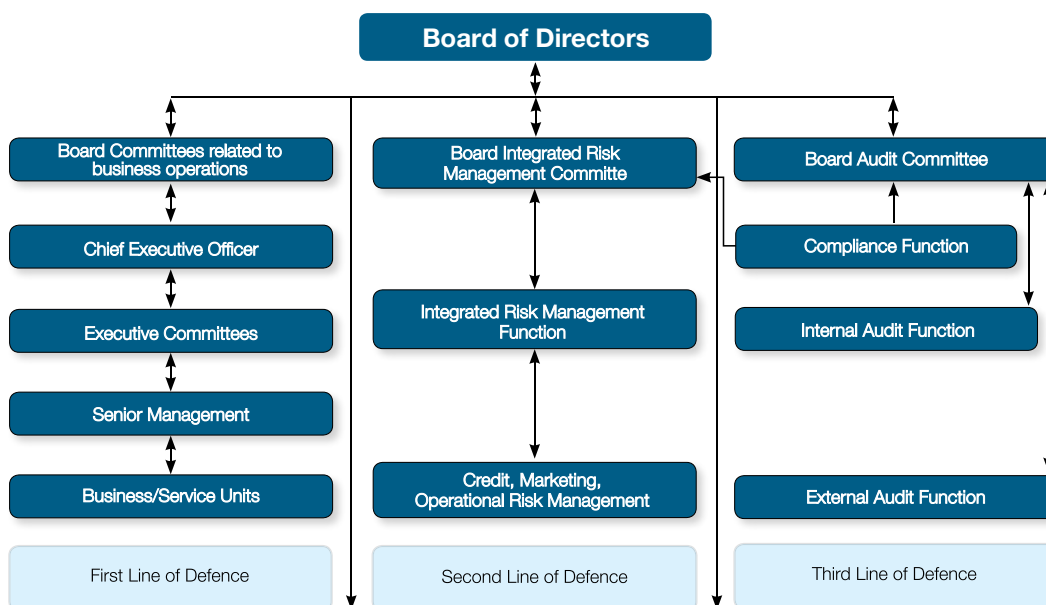 Board of Directors
Board Committees related to
business operations
Chief Executive Officer
Executive Committees
Senior Management
Business/Service Units
First Line of Defence
Board Integrated Risk
Management Committe
Integrated Risk Management
Function
Credit, Marketing,
Operational Risk Management
Second Line of Defence
Board Audit Committee
Compliance Function
Internal Audit Function
External Audit Function
Third Line of Defence